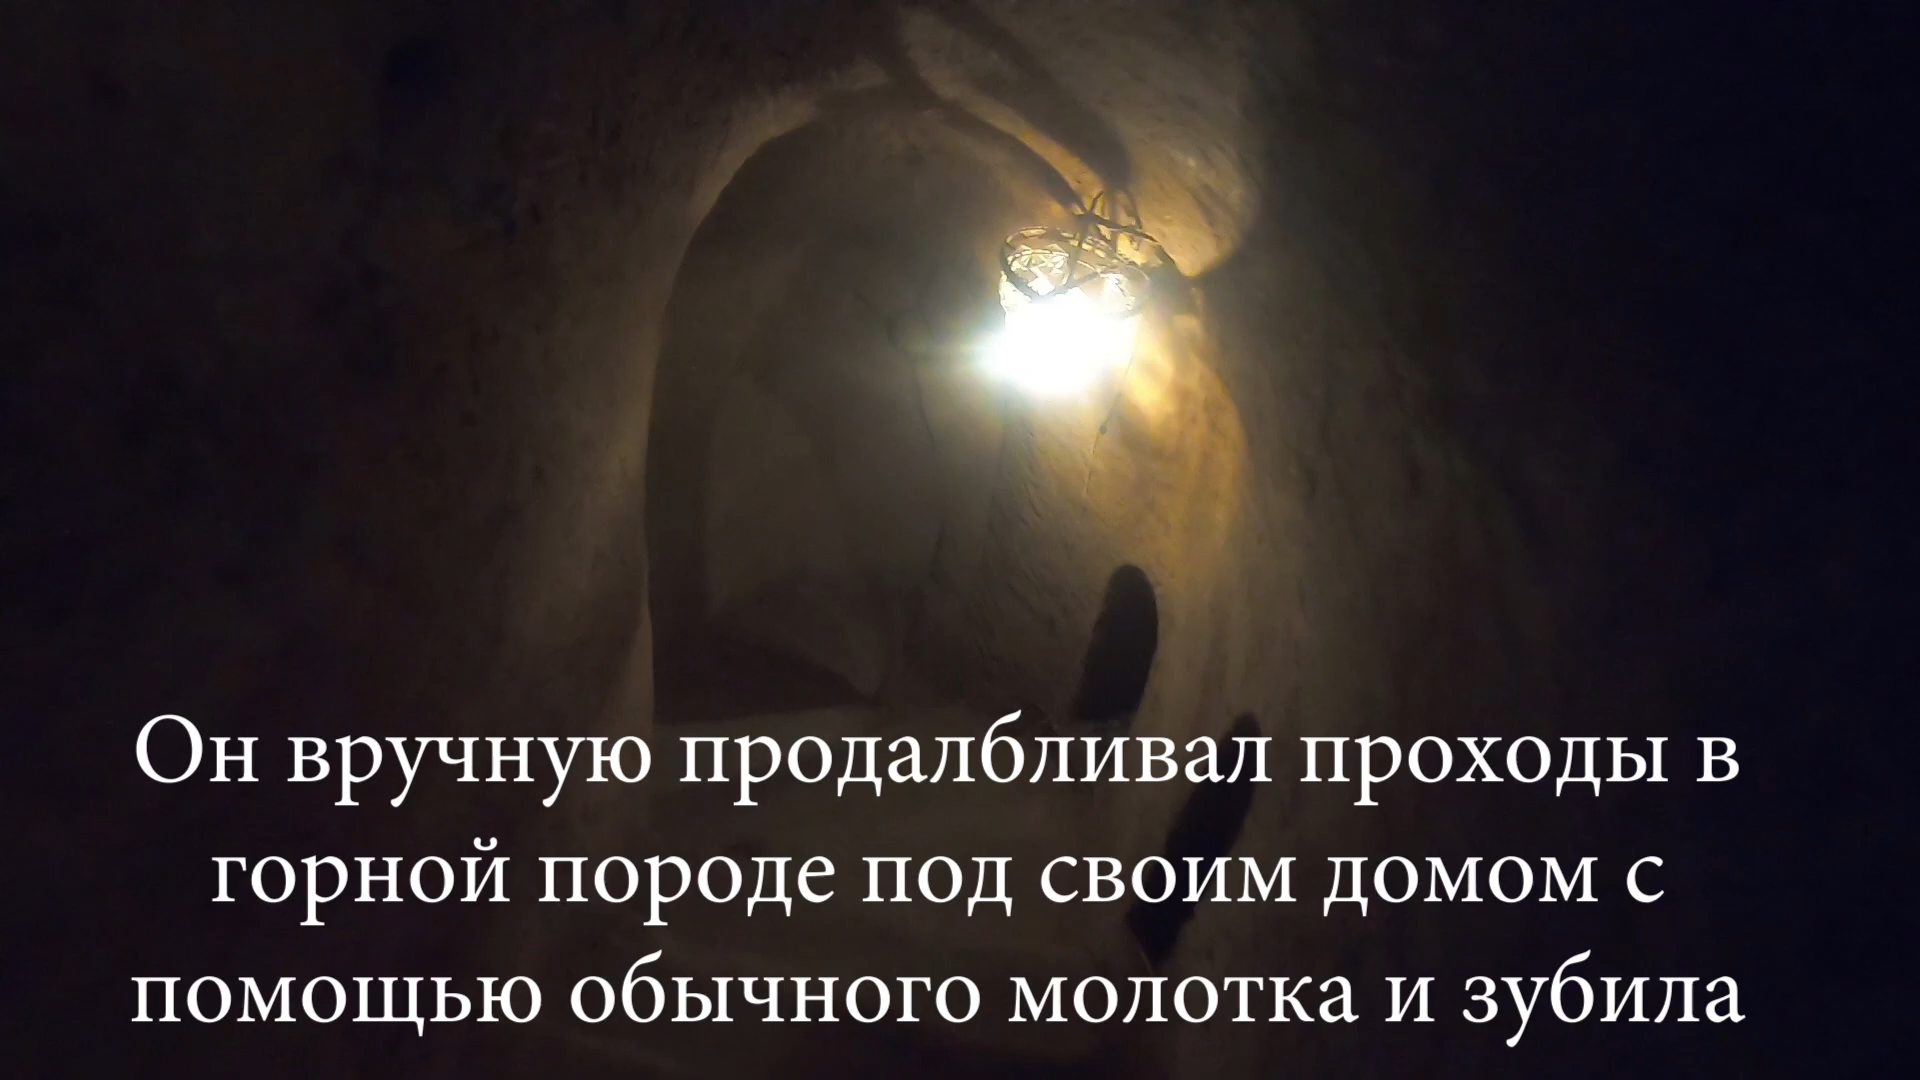 Он вручную продалбливал проходы в
горной породе под своим домом с
помощью обычного молотка и зубила